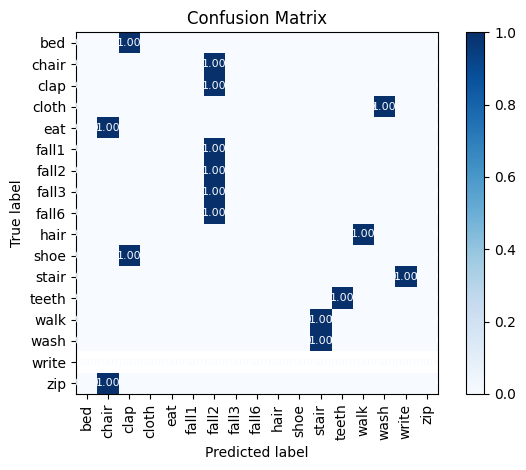 Confusion Matrix
bed 1.00
chair 1.00
clap 1.00
cloth 1.00
eat 1.00
fall1 1.00
fall2 1.00
fall3 1.00
fall6 1.00
hair 1.00
shoe 1.00
stair 1.00
teeth 1.00
walk 1.00
wash 1.00
write
zip 1.00
True label
bed
chair
clap
cloth
eat
fall1
fall2
fall3
fall6
hair
shoe
stair
teeth
walk
wash
write
zip
Predicted label
1.0
0.8
0.6
0.4
0.2
0.0